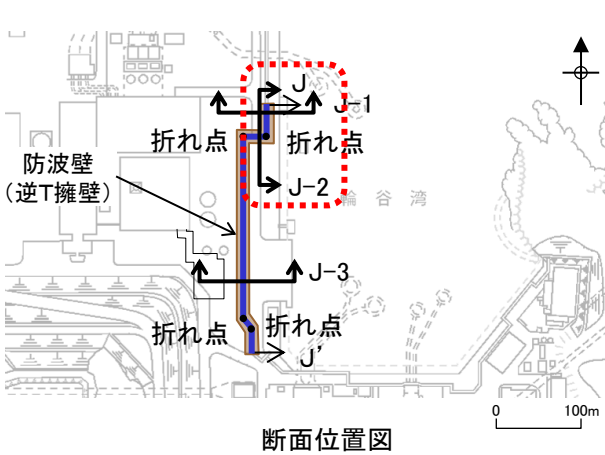 J
J-1
折れ点
折れ点
防波壁
（逆T擁壁）
J-2
輪谷湾
J-3
折れ点
折れ点
J'
0
100m
断面位置図